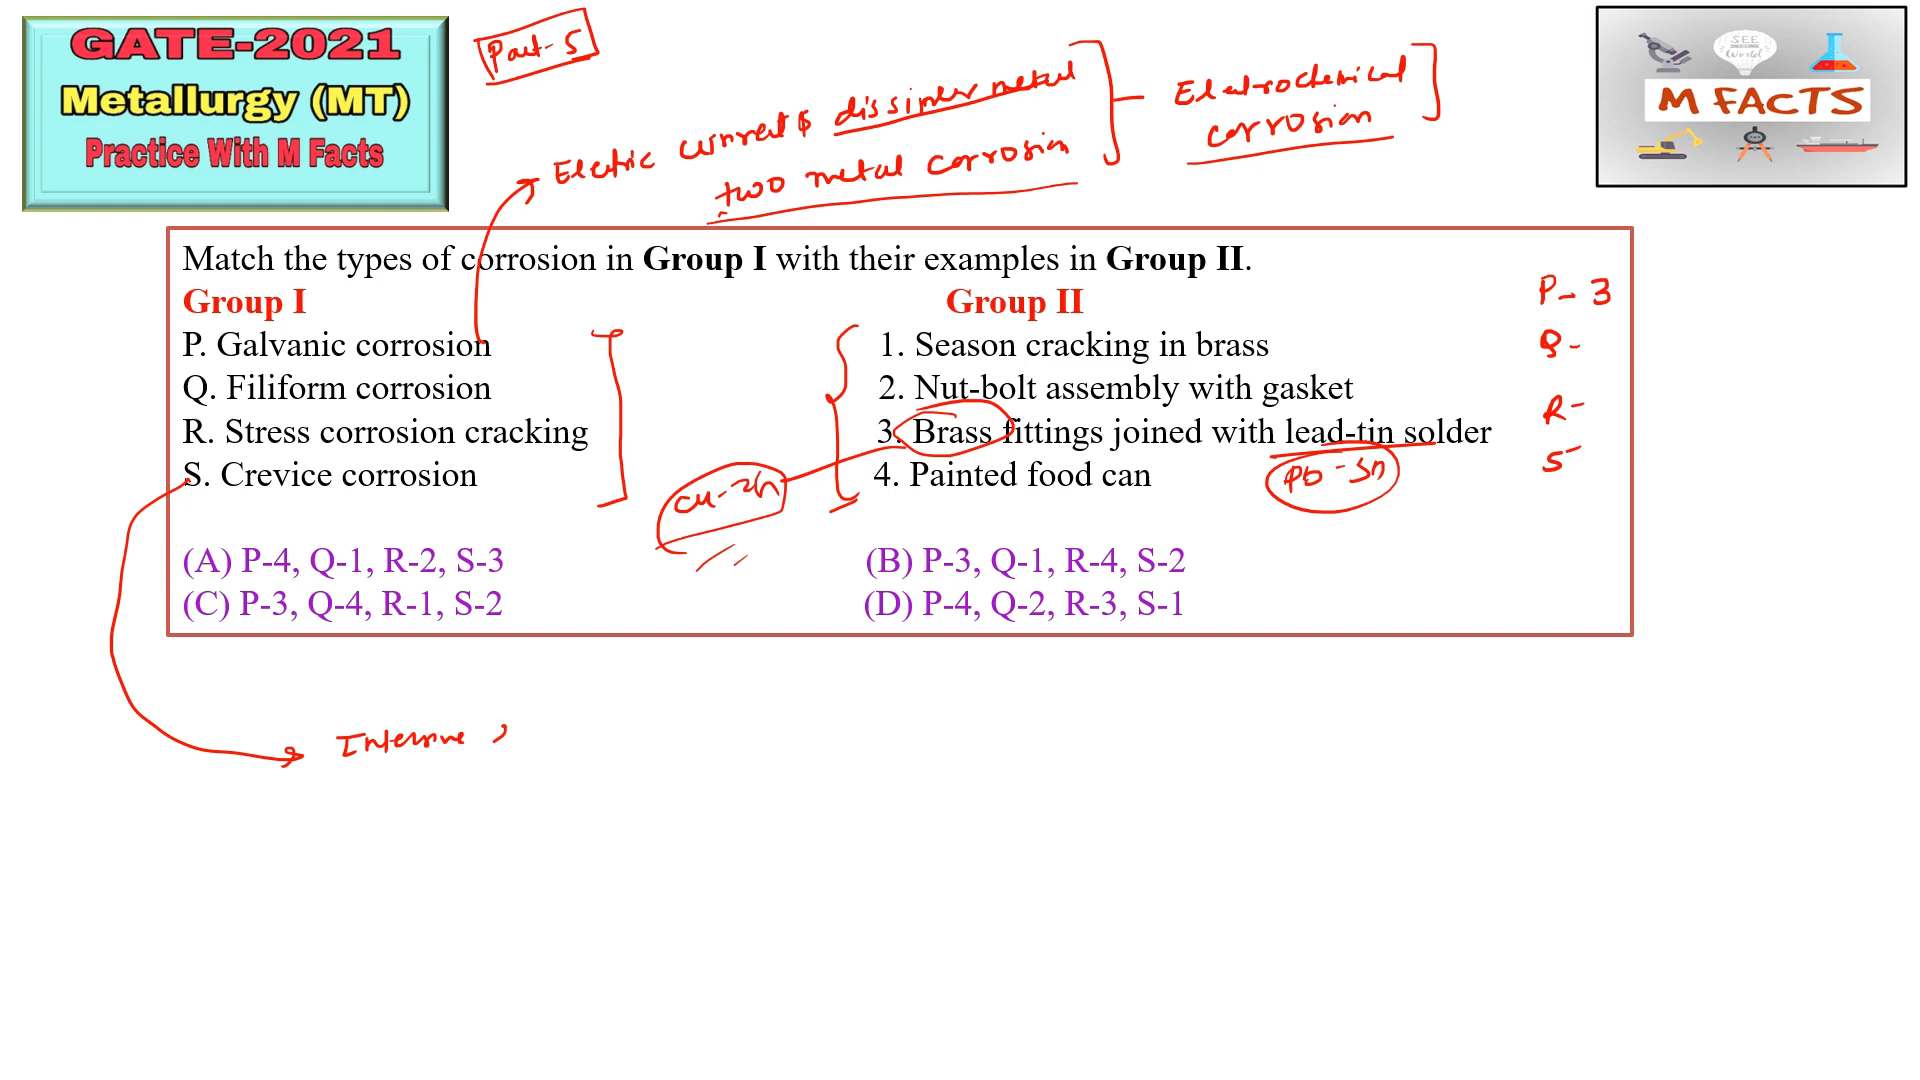 GATE-2021
Metallurgy (MT)
Practice With M Facts
Part-5
Electric current & dissimler metal
two metal corrosion
Eletrochemical
corrosion
SEE
World
M FACTS
Match the types of corrosion in Group I with their examples in Group II.
Group I Group II
P. Galvanic corrosion 1. Season cracking in brass
Q. Filiform corrosion 2. Nut-bolt assembly with gasket
R. Stress corrosion cracking 3. Brass fittings joined with lead-tin solder
S. Crevice corrosion 4. Painted food can
Cu-Zn
Pb-Sn
P-3
Q-
R-
S-
(A) P-4, Q-1, R-2, S-3 (B) P-3, Q-1, R-4, S-2
(C) P-3, Q-4, R-1, S-2 (D) P-4, Q-2, R-3, S-1